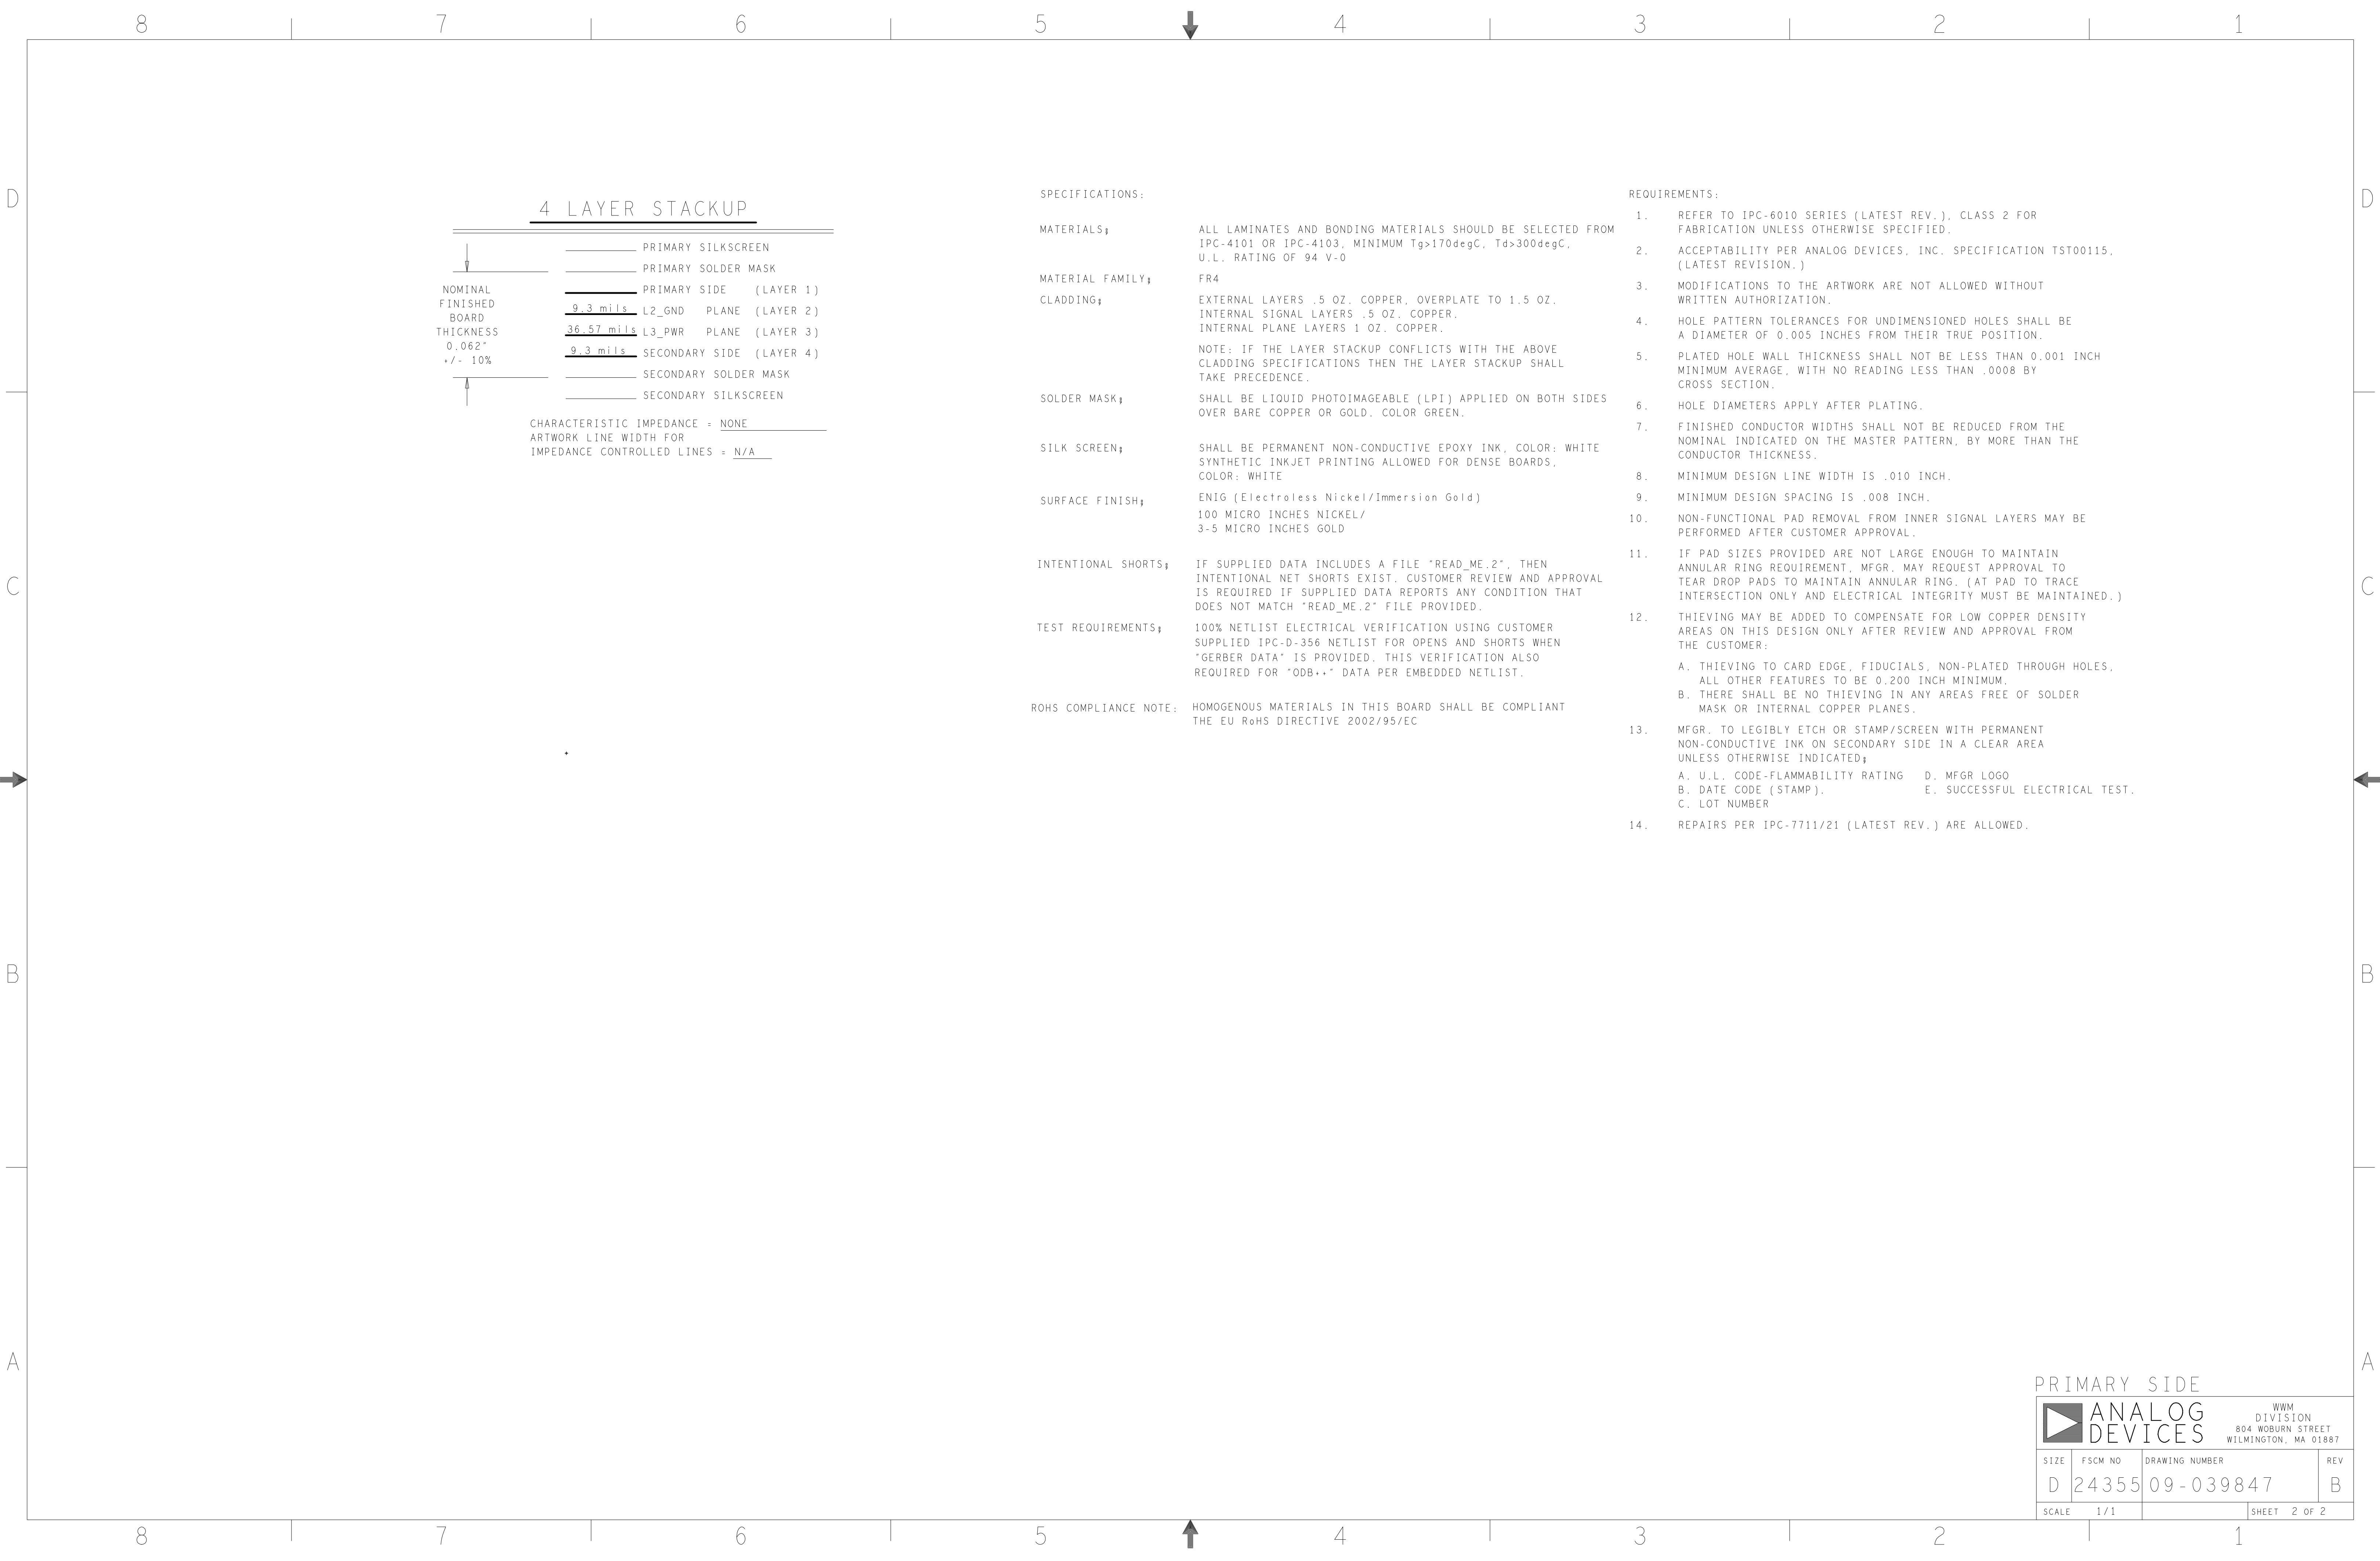 8 7 6 5 4 3 2 1
D
D
4 LAYER STACKUP
PRIMARY SILKSCREEN
PRIMARY SOLDER MASK
PRIMARY SIDE (LAYER 1)
9.3 mils L2_GND PLANE (LAYER 2)
36.57 mils L3_PWR PLANE (LAYER 3)
9.3 mils SECONDARY SIDE (LAYER 4)
SECONDARY SOLDER MASK
SECONDARY SILKSCREEN
NOMINAL
FINISHED
BOARD
THICKNESS
0.062"
+/- 10%
CHARACTERISTIC IMPEDANCE = NONE
ARTWORK LINE WIDTH FOR
IMPEDANCE CONTROLLED LINES = N/A
SPECIFICATIONS:
MATERIALS; ALL LAMINATES AND BONDING MATERIALS SHOULD BE SELECTED FROM
IPC-4101 OR IPC-4103, MINIMUM Tg>170degC, Td>300degC,
U.L. RATING OF 94 V-0
MATERIAL FAMILY; FR4
CLADDING; EXTERNAL LAYERS .5 OZ. COPPER, OVERPLATE TO 1.5 OZ.
INTERNAL SIGNAL LAYERS .5 OZ. COPPER.
INTERNAL PLANE LAYERS 1 OZ. COPPER.
NOTE: IF THE LAYER STACKUP CONFLICTS WITH THE ABOVE
CLADDING SPECIFICATIONS THEN THE LAYER STACKUP SHALL
TAKE PRECEDENCE.
SOLDER MASK; SHALL BE LIQUID PHOTOIMAGEABLE (LPI) APPLIED ON BOTH SIDES
OVER BARE COPPER OR GOLD. COLOR GREEN.
SILK SCREEN; SHALL BE PERMANENT NON-CONDUCTIVE EPOXY INK, COLOR: WHITE
SYNTHETIC INKJET PRINTING ALLOWED FOR DENSE BOARDS,
COLOR: WHITE
SURFACE FINISH; ENIG (Electroless Nickel/Immersion Gold)
100 MICRO INCHES NICKEL/
3-5 MICRO INCHES GOLD
INTENTIONAL SHORTS; IF SUPPLIED DATA INCLUDES A FILE "READ_ME.2", THEN
INTENTIONAL NET SHORTS EXIST. CUSTOMER REVIEW AND APPROVAL
IS REQUIRED IF SUPPLIED DATA REPORTS ANY CONDITION THAT
DOES NOT MATCH "READ_ME.2" FILE PROVIDED.
TEST REQUIREMENTS; 100% NETLIST ELECTRICAL VERIFICATION USING CUSTOMER
SUPPLIED IPC-D-356 NETLIST FOR OPENS AND SHORTS WHEN
"GERBER DATA" IS PROVIDED. THIS VERIFICATION ALSO
REQUIRED FOR "ODB++" DATA PER EMBEDDED NETLIST.
ROHS COMPLIANCE NOTE: HOMOGENOUS MATERIALS IN THIS BOARD SHALL BE COMPLIANT
THE EU RoHS DIRECTIVE 2002/95/EC
REQUIREMENTS:
1. REFER TO IPC-6010 SERIES (LATEST REV.), CLASS 2 FOR
FABRICATION UNLESS OTHERWISE SPECIFIED.
2. ACCEPTABILITY PER ANALOG DEVICES, INC. SPECIFICATION TST00115,
(LATEST REVISION.)
3. MODIFICATIONS TO THE ARTWORK ARE NOT ALLOWED WITHOUT
WRITTEN AUTHORIZATION.
4. HOLE PATTERN TOLERANCES FOR UNDIMENSIONED HOLES SHALL BE
A DIAMETER OF 0.005 INCHES FROM THEIR TRUE POSITION.
5. PLATED HOLE WALL THICKNESS SHALL NOT BE LESS THAN 0.001 INCH
MINIMUM AVERAGE, WITH NO READING LESS THAN .0008 BY
CROSS SECTION.
6. HOLE DIAMETERS APPLY AFTER PLATING.
7. FINISHED CONDUCTOR WIDTHS SHALL NOT BE REDUCED FROM THE
NOMINAL INDICATED ON THE MASTER PATTERN, BY MORE THAN THE
CONDUCTOR THICKNESS.
8. MINIMUM DESIGN LINE WIDTH IS .010 INCH.
9. MINIMUM DESIGN SPACING IS .008 INCH.
10. NON-FUNCTIONAL PAD REMOVAL FROM INNER SIGNAL LAYERS MAY BE
PERFORMED AFTER CUSTOMER APPROVAL.
11. IF PAD SIZES PROVIDED ARE NOT LARGE ENOUGH TO MAINTAIN
ANNULAR RING REQUIREMENT, MFGR. MAY REQUEST APPROVAL TO
TEAR DROP PADS TO MAINTAIN ANNULAR RING. (AT PAD TO TRACE
INTERSECTION ONLY AND ELECTRICAL INTEGRITY MUST BE MAINTAINED.)
12. THIEVING MAY BE ADDED TO COMPENSATE FOR LOW COPPER DENSITY
AREAS ON THIS DESIGN ONLY AFTER REVIEW AND APPROVAL FROM
THE CUSTOMER:
A. THIEVING TO CARD EDGE, FIDUCIALS, NON-PLATED THROUGH HOLES,
ALL OTHER FEATURES TO BE 0.200 INCH MINIMUM.
B. THERE SHALL BE NO THIEVING IN ANY AREAS FREE OF SOLDER
MASK OR INTERNAL COPPER PLANES.
13. MFGR. TO LEGIBLY ETCH OR STAMP/SCREEN WITH PERMANENT
NON-CONDUCTIVE INK ON SECONDARY SIDE IN A CLEAR AREA
UNLESS OTHERWISE INDICATED;
A. U.L. CODE-FLAMMABILITY RATING D. MFGR LOGO
B. DATE CODE (STAMP). E. SUCCESSFUL ELECTRICAL TEST.
C. LOT NUMBER
14. REPAIRS PER IPC-7711/21 (LATEST REV.) ARE ALLOWED.
C
C
B
B
A
A
PRIMARY SIDE
ANALOG
DEVICES
WWM
DIVISION
804 WOBURN STREET
WILMINGTON, MA 01887
SIZE FSCM NO DRAWING NUMBER REV
D 24355 09-039847 B
SCALE 1/1 SHEET 2 OF 2
8 7 6 5 4 3 2 1